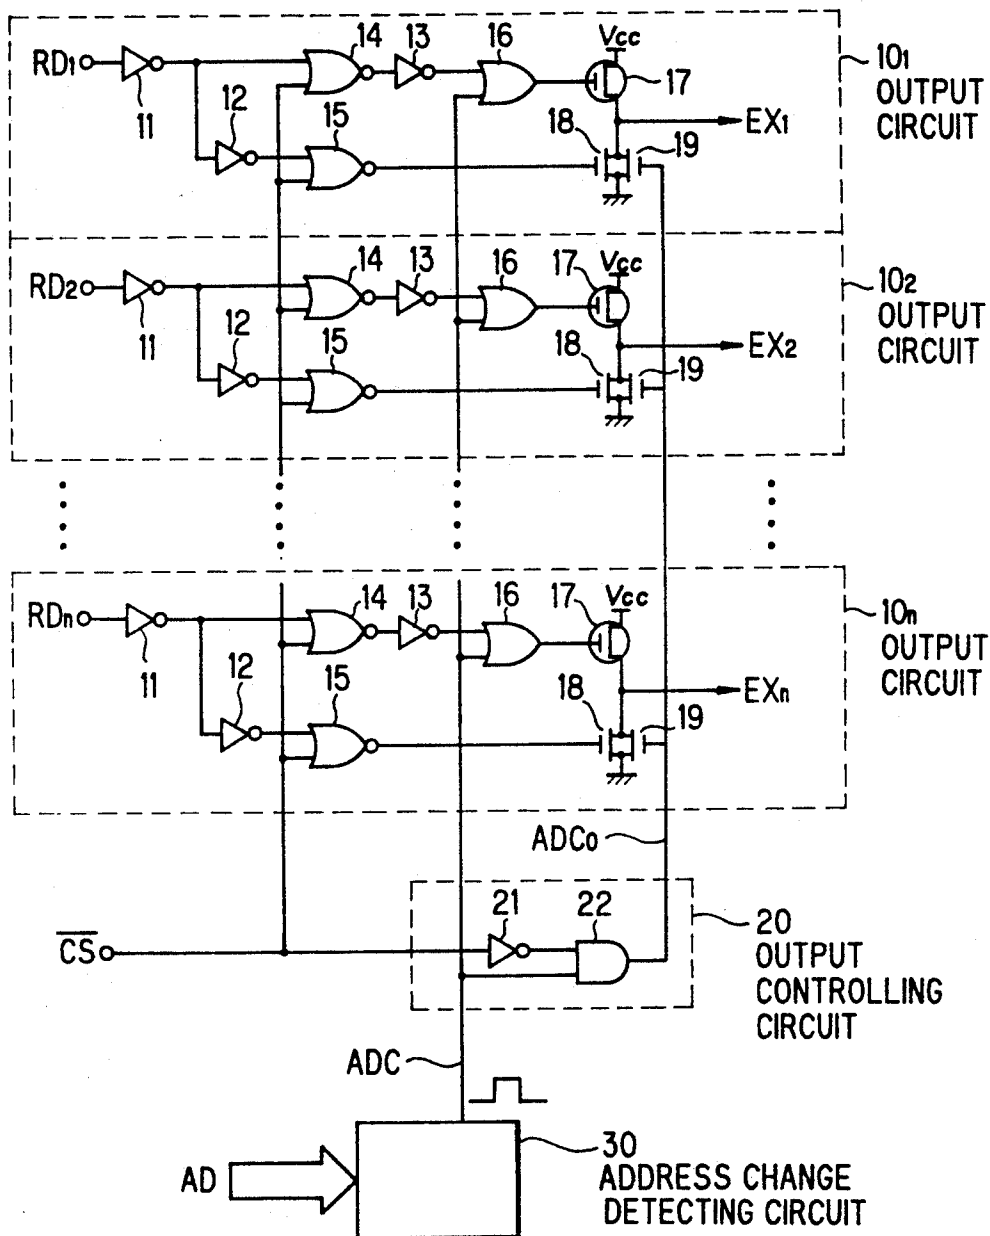 14 13 16 Vcc
RD1 17 101
OUTPUT
CIRCUIT
11 12 15 18 19 EX1
14 13 16 17 Vcc
RD2 102
OUTPUT
CIRCUIT
11 12 15 18 19 EX2
14 13 16 17 Vcc
RDn 10n
OUTPUT
CIRCUIT
11 12 15 18 19 EXn
ADC0
21 22 20
OUTPUT
CONTROLLING
CIRCUIT
CS
ADC
30
ADDRESS CHANGE
DETECTING CIRCUIT
AD